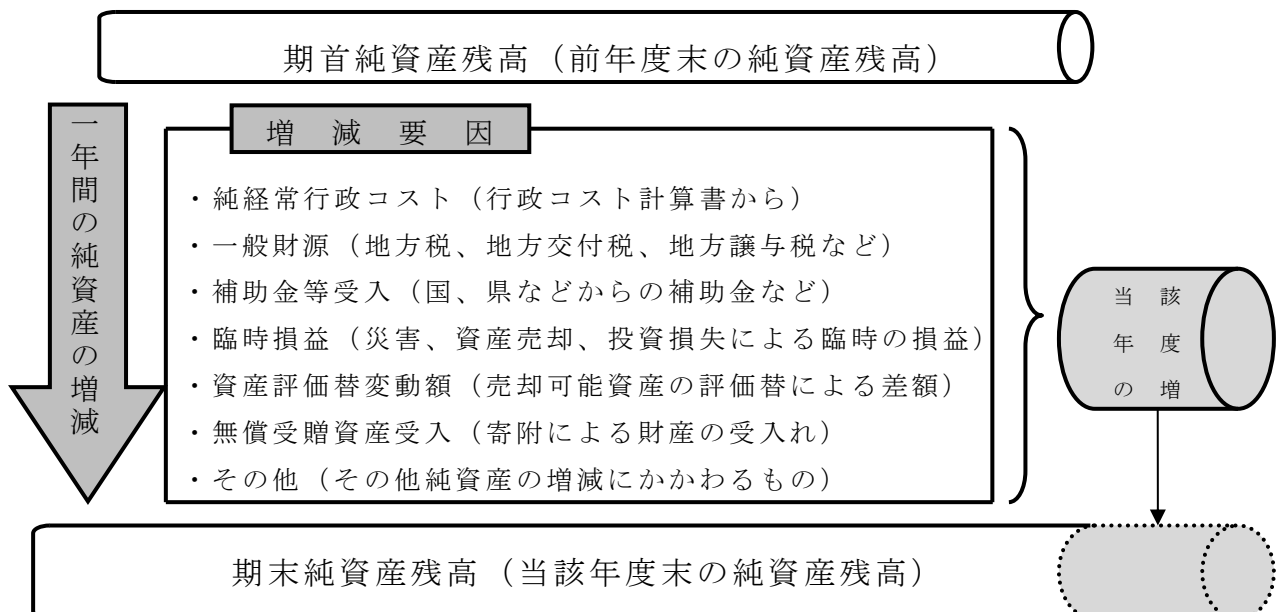 期首純資産残高（前年度末の純資産残高）
一年間の純資産の増減
増減要因
・純経常行政コスト（行政コスト計算書から）
・一般財源（地方税、地方交付税、地方譲与税など）
・補助金等受入（国、県などからの補助金など）
・臨時損益（災害、資産売却、投資損失による臨時の損益）
・資産評価替変動額（売却可能資産の評価替による差額）
・無償受贈資産受入（寄附による財産の受入れ）
・その他（その他純資産の増減にかかわるもの）
当該
年度
の増
期末純資産残高（当該年度末の純資産残高）